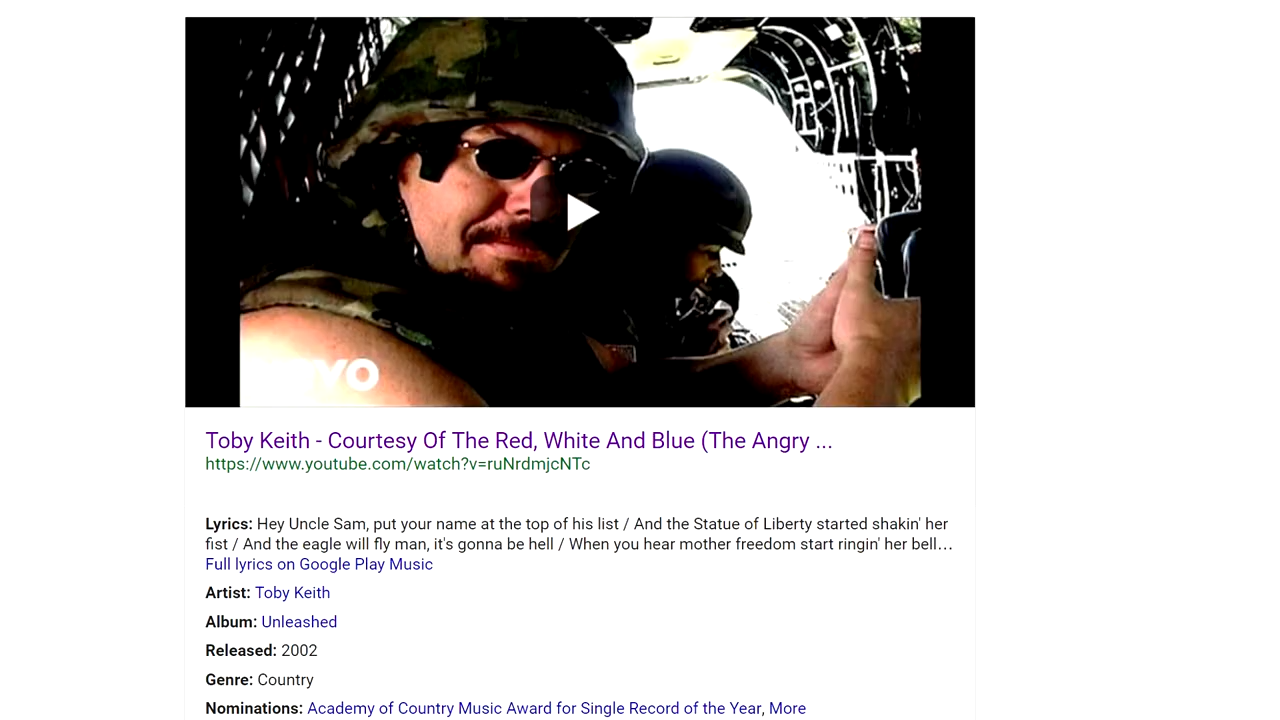 Toby Keith - Courtesy Of The Red, White And Blue (The Angry ...
https://www.youtube.com/watch?v=ruNrdmjcNTc
Lyrics: Hey Uncle Sam, put your name at the top of his list / And the Statue of Liberty started shakin' her
fist / And the eagle will fly man, it's gonna be hell / When you hear mother freedom start ringin' her bell…
Full lyrics on Google Play Music
Artist: Toby Keith
Album: Unleashed
Released: 2002
Genre: Country
Nominations: Academy of Country Music Award for Single Record of the Year, More